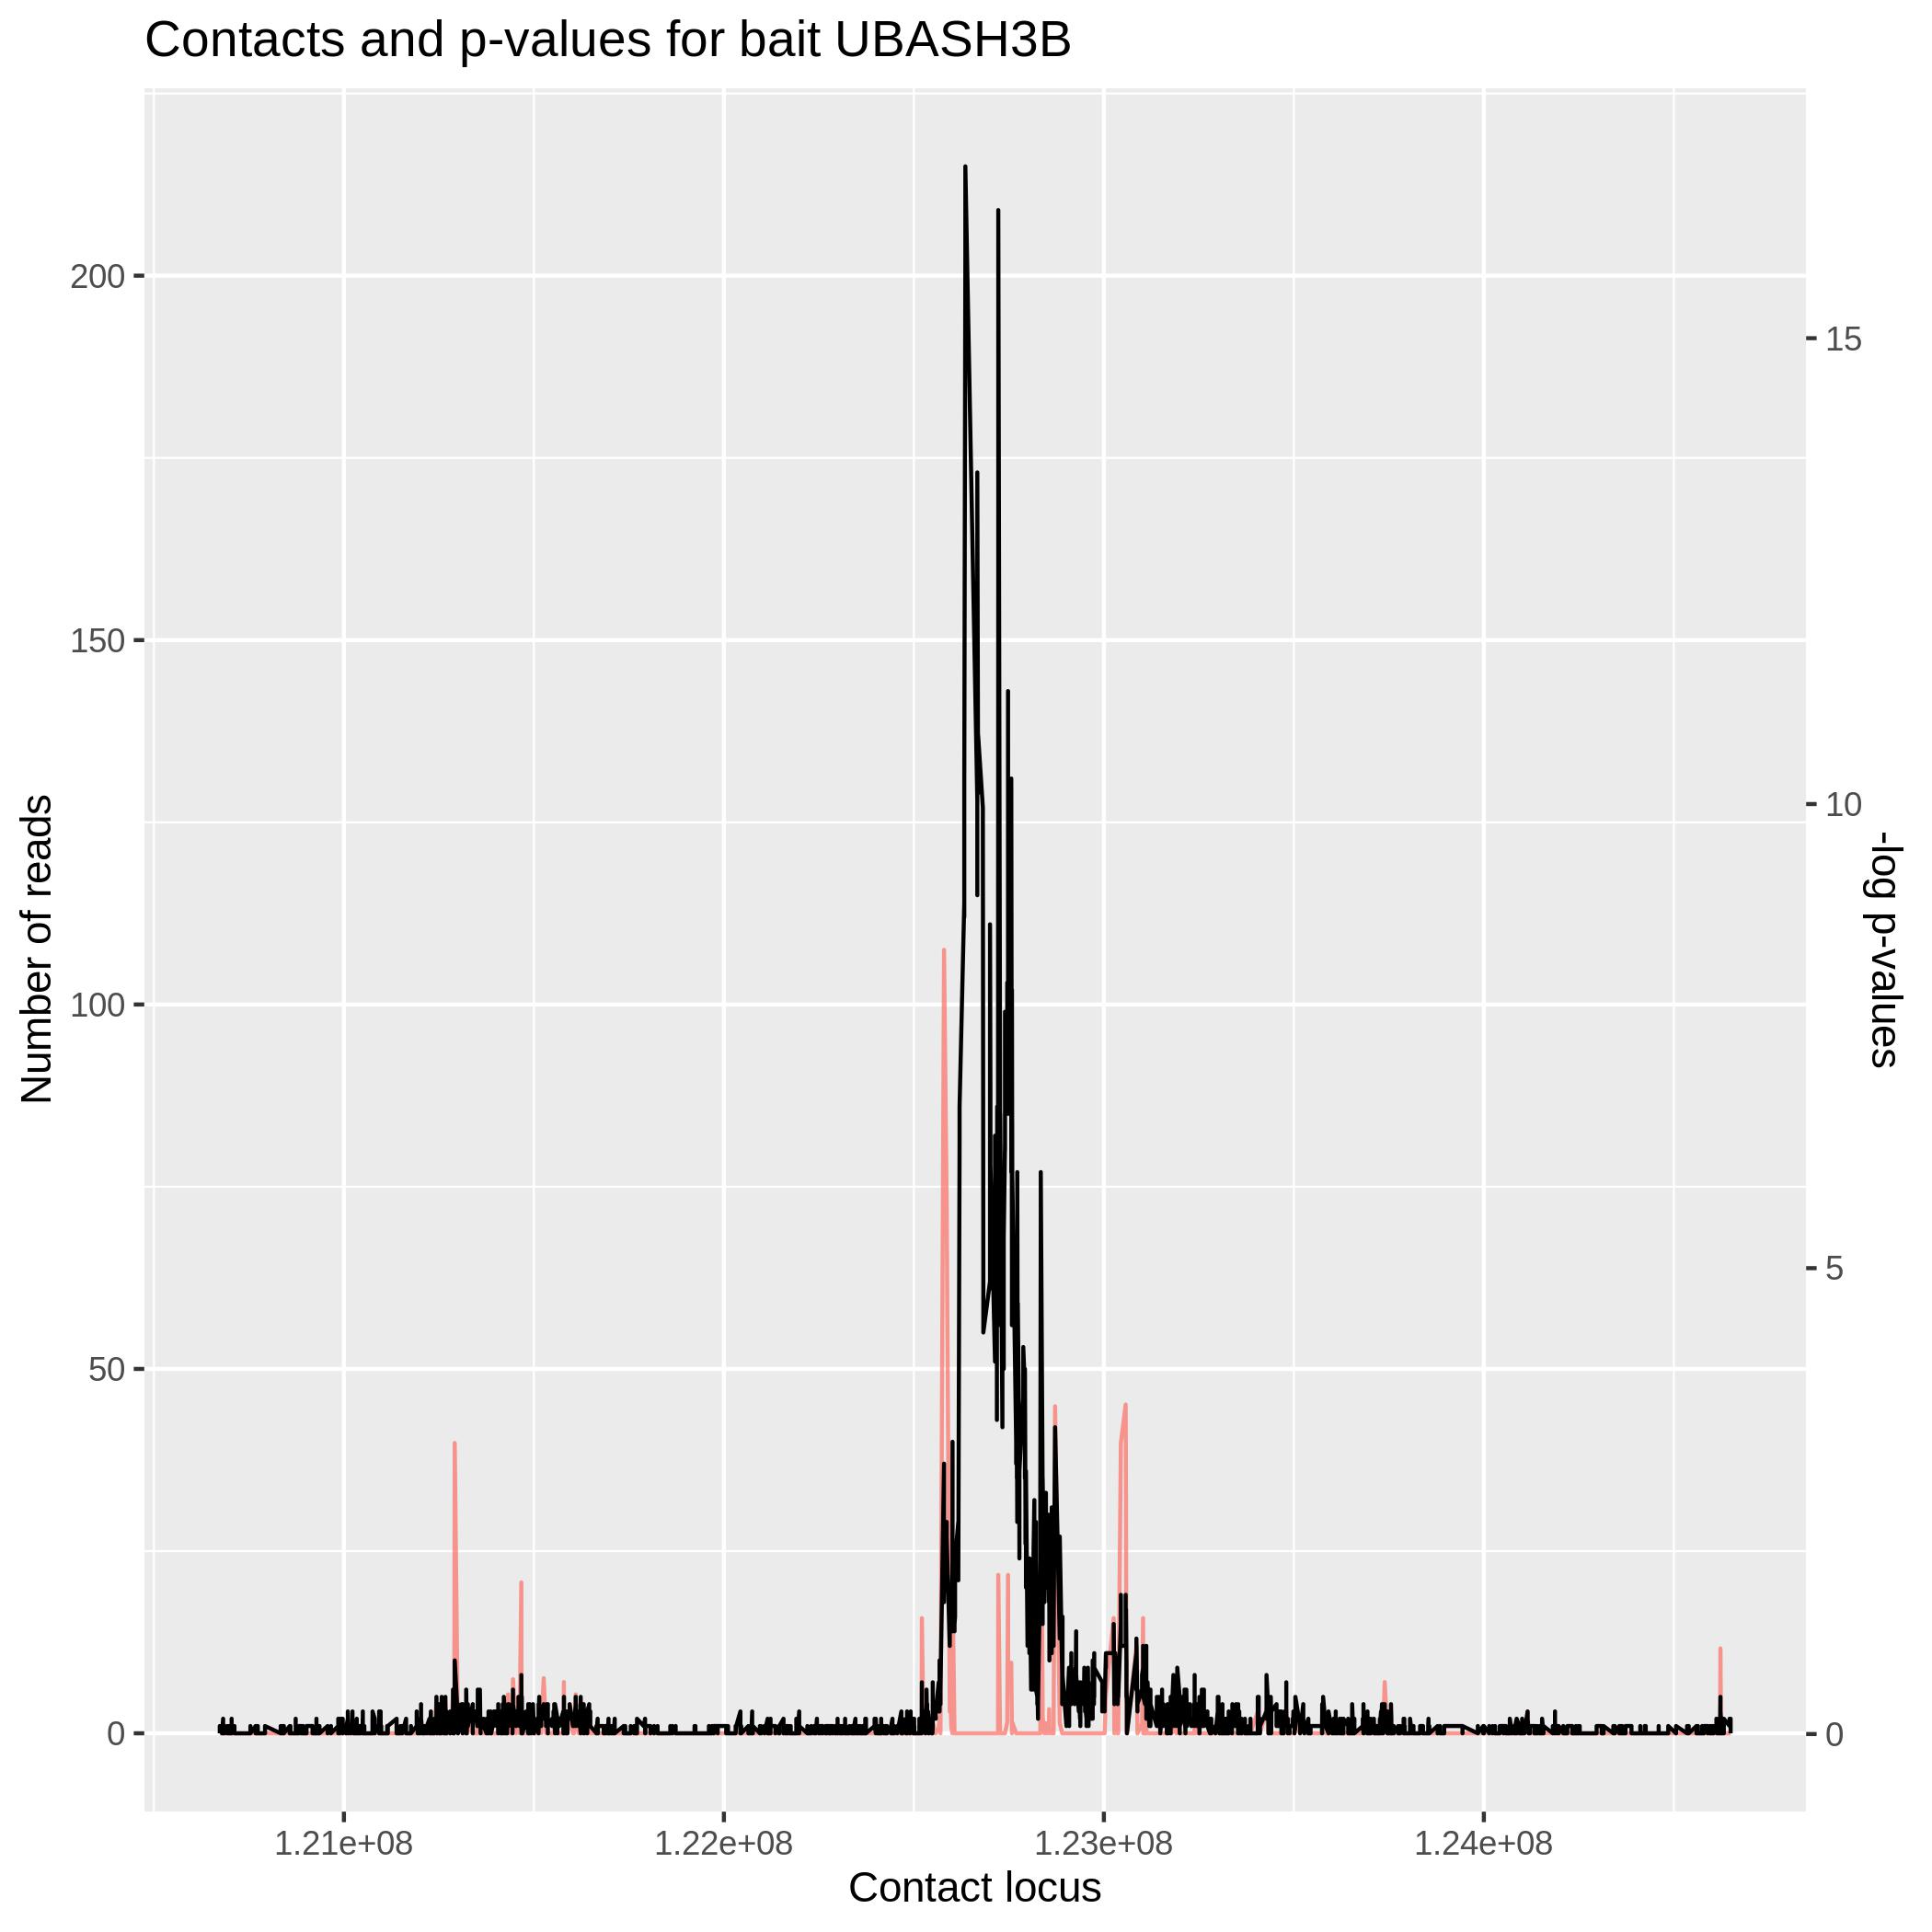 Contacts and p-values for bait UBASH3B
200
150
100
50
0
15
10
5
0
Number of reads
-log p-values
1.21e+08
1.22e+08
1.23e+08
1.24e+08
Contact locus